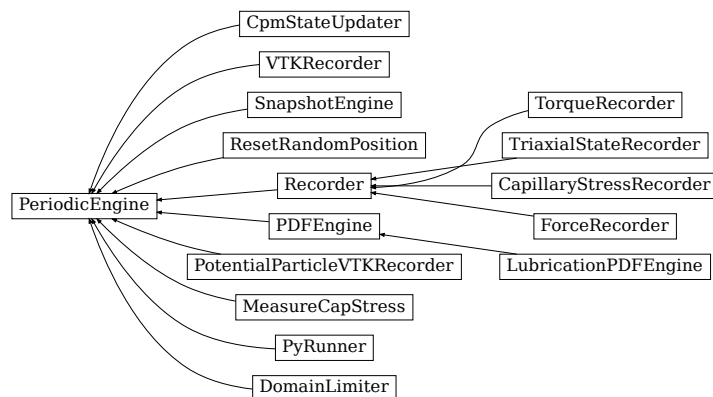 CpmStateUpdater
VTKRecorder
SnapshotEngine
TorqueRecorder
ResetRandomPosition
TriaxialStateRecorder
Recorder
CapillaryStressRecorder
PeriodicEngine
PDFEngine
ForceRecorder
PotentialParticleVTKRecorder
LubricationPDFEngine
MeasureCapStress
PyRunner
DomainLimiter